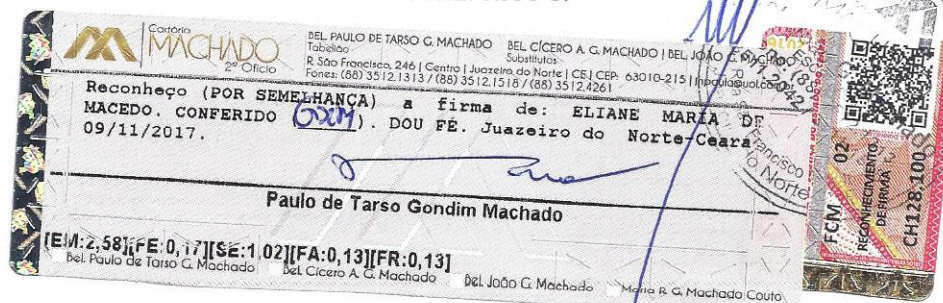 Cartório
MACHADO
2º Ofício
BEL PAULO DE TARSO G. MACHADO
Tabelião
BEL CÍCERO A. G. MACHADO | BEL JOÃO G. MACHADO
Substitutos
R. São Francisco, 246 | Centro | Juazeiro do Norte | CE | CEP: 63010-215 |
Fones: (88) 3512.1313 / (88) 3512.1516 / (88) 3512.4261
Reconheço (POR SEMELHANÇA) a firma de: ELIANE MARIA DE
MACEDO. CONFERIDO ( ). DOU FÉ. Juazeiro do Norte-Ceara
09/11/2017.
Paulo de Tarso Gondim Machado
[EM:2,58][FE:0,17][SE:1,02][FA:0,13][FR:0,13]
Bel. Paulo de Tarso G. Machado Bel Cícero A. G. Machado Bel João G. Machado Maria R. G. Machado Couto
FCM 02
RECONHECIMENTO
DE FIRMA
CH128.100
Francisco
Norte